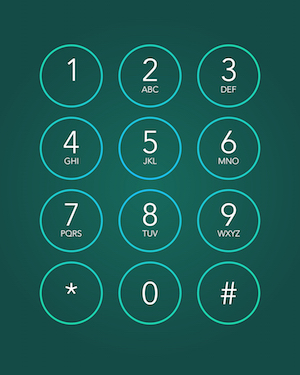 1 2 3
ABC DEF
4 5 6
GHI JKL MNO
7 8 9
PQRS TUV WXYZ
* 0 #